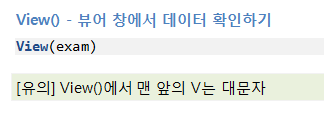 View() - 뷰어 창에서 데이터 확인하기
View(exam)
[유의] View()에서 맨 앞의 V는 대문자